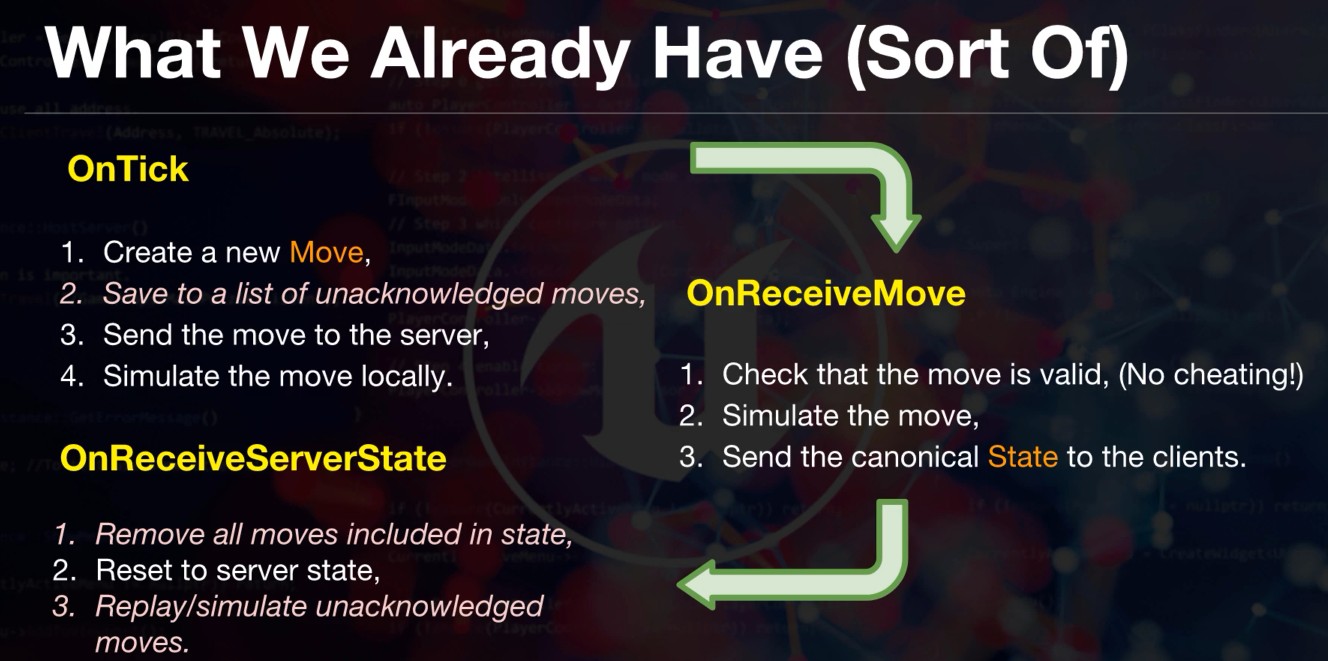 What We Already Have (Sort Of)
OnTick
1. Create a new Move,
2. Save to a list of unacknowledged moves,
3. Send the move to the server,
4. Simulate the move locally.
OnReceiveMove
1. Check that the move is valid, (No cheating!)
2. Simulate the move,
3. Send the canonical State to the clients.
OnReceiveServerState
1. Remove all moves included in state,
2. Reset to server state,
3. Replay/simulate unacknowledged
moves.